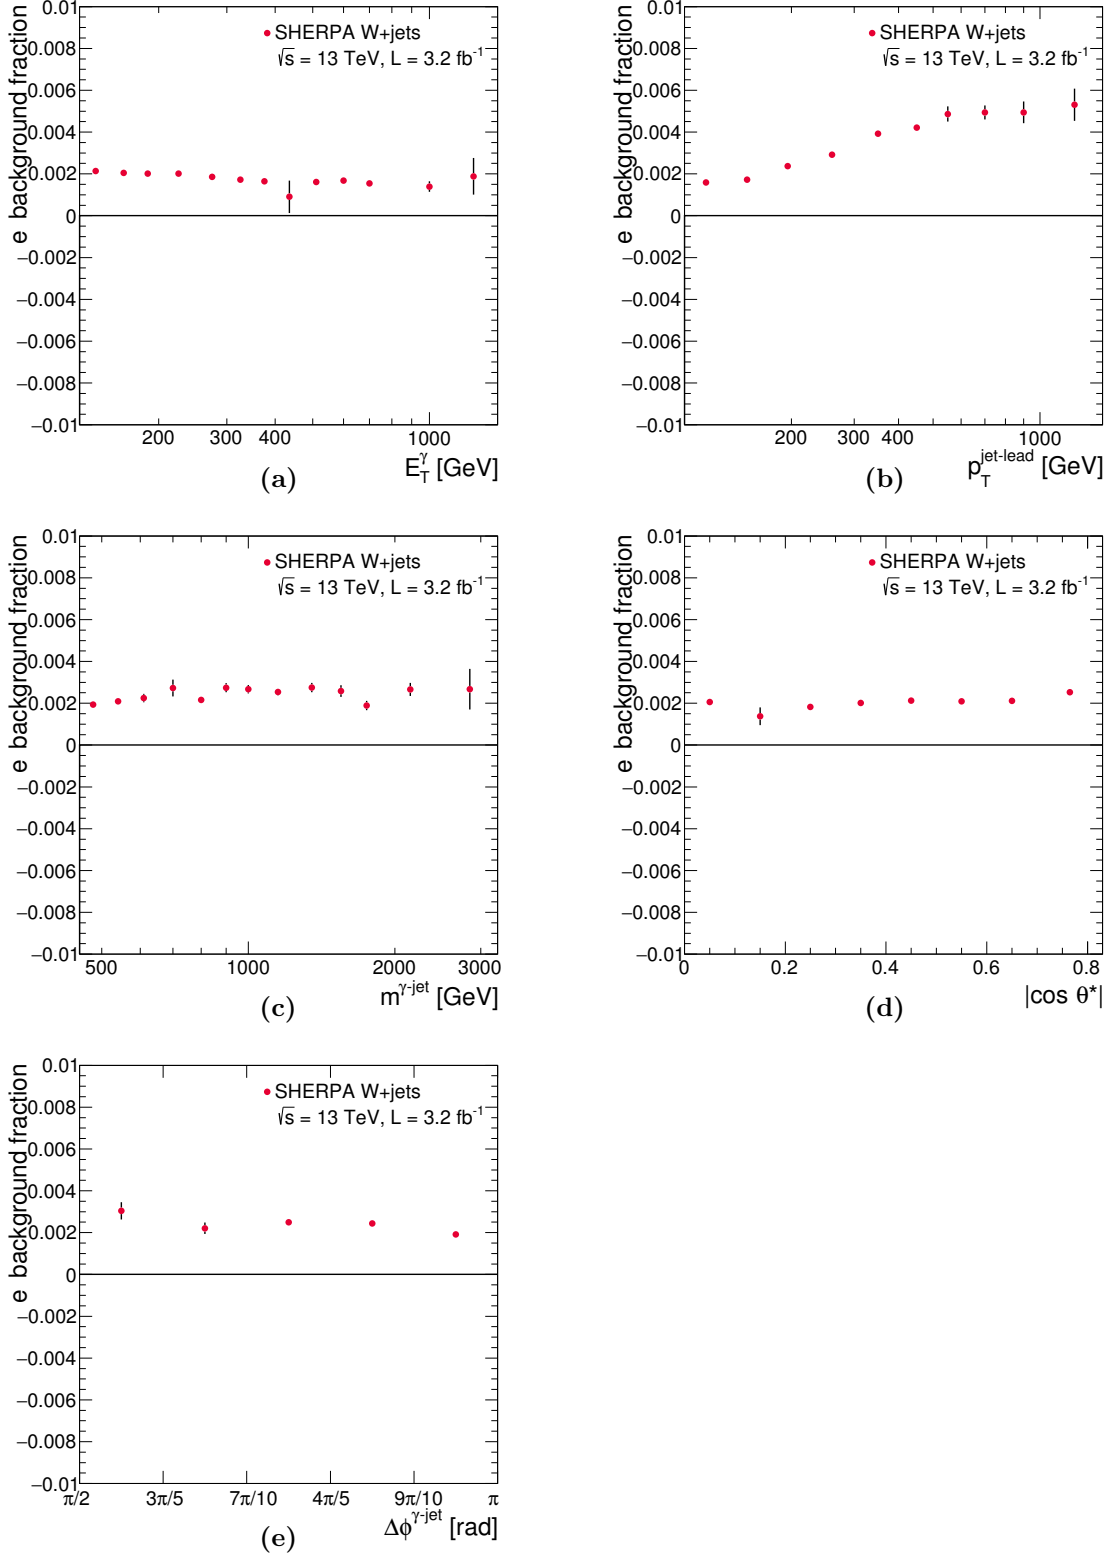 e background fraction
0.01
0.008
0.006
0.004
0.002
0
−0.002
−0.004
−0.006
−0.008
−0.01
SHERPA W+jets
√s = 13 TeV, L = 3.2 fb-1
200 300 400 1000
E_T^γ [GeV]
(a)
e background fraction
0.01
0.008
0.006
0.004
0.002
0
−0.002
−0.004
−0.006
−0.008
−0.01
SHERPA W+jets
√s = 13 TeV, L = 3.2 fb-1
200 300 400 1000
p_T^jet-lead [GeV]
(b)
e background fraction
0.01
0.008
0.006
0.004
0.002
0
−0.002
−0.004
−0.006
−0.008
−0.01
SHERPA W+jets
√s = 13 TeV, L = 3.2 fb-1
500 1000 2000 3000
m^γ-jet [GeV]
(c)
e background fraction
0.01
0.008
0.006
0.004
0.002
0
−0.002
−0.004
−0.006
−0.008
−0.01
SHERPA W+jets
√s = 13 TeV, L = 3.2 fb-1
0 0.2 0.4 0.6 0.8
|cos θ*|
(d)
e background fraction
0.01
0.008
0.006
0.004
0.002
0
−0.002
−0.004
−0.006
−0.008
−0.01
SHERPA W+jets
√s = 13 TeV, L = 3.2 fb-1
π/2 3π/5 7π/10 4π/5 9π/10 π
Δϕ^γ-jet [rad]
(e)